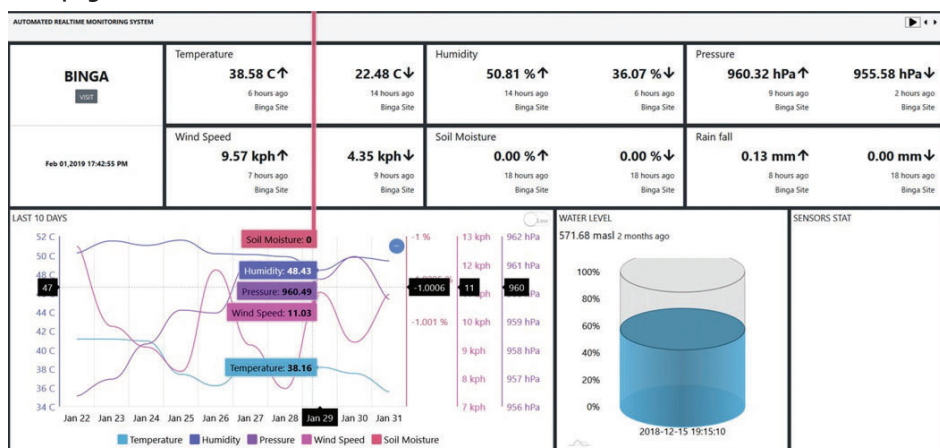 AUTOMATED REALTIME MONITORING SYSTEM
BINGA
VISIT
Feb 01,2019 17:42:55 PM
Temperature
38.58 C↑ 22.48 C↓
6 hours ago 14 hours ago
Binga Site Binga Site
Humidity
50.81 %↑ 36.07 %↓
14 hours ago 6 hours ago
Binga Site Binga Site
Pressure
960.32 hPa↑ 955.58 hPa↓
9 hours ago 2 hours ago
Binga Site Binga Site
Wind Speed
9.57 kph↑ 4.35 kph↓
7 hours ago 9 hours ago
Binga Site Binga Site
Soil Moisture
0.00 %↑ 0.00 %↓
18 hours ago 18 hours ago
Binga Site Binga Site
Rain fall
0.13 mm↑ 0.00 mm↓
8 hours ago 18 hours ago
Binga Site Binga Site
LAST 10 DAYS
52 C
50 C
48 C
47
44 C
42 C
40 C
38 C
36 C
34 C
Soil Moisture: 0
Humidity: 48.43
Pressure: 960.49
Wind Speed: 11.03
Temperature: 38.16
-1 %
-1.0006
-1.001 %
13 kph
12 kph
11
10 kph
9 kph
8 kph
7 kph
962 hPa
961 hPa
960
959 hPa
958 hPa
957 hPa
956 hPa
Jan 22 Jan 23 Jan 24 Jan 25 Jan 26 Jan 27 Jan 28 Jan 29 Jan 30 Jan 31
Temperature Humidity Pressure Wind Speed Soil Moisture
WATER LEVEL
571.68 masl 2 months ago
100%
80%
60%
40%
20%
0%
2018-12-15 19:15:10
SENSORS STAT